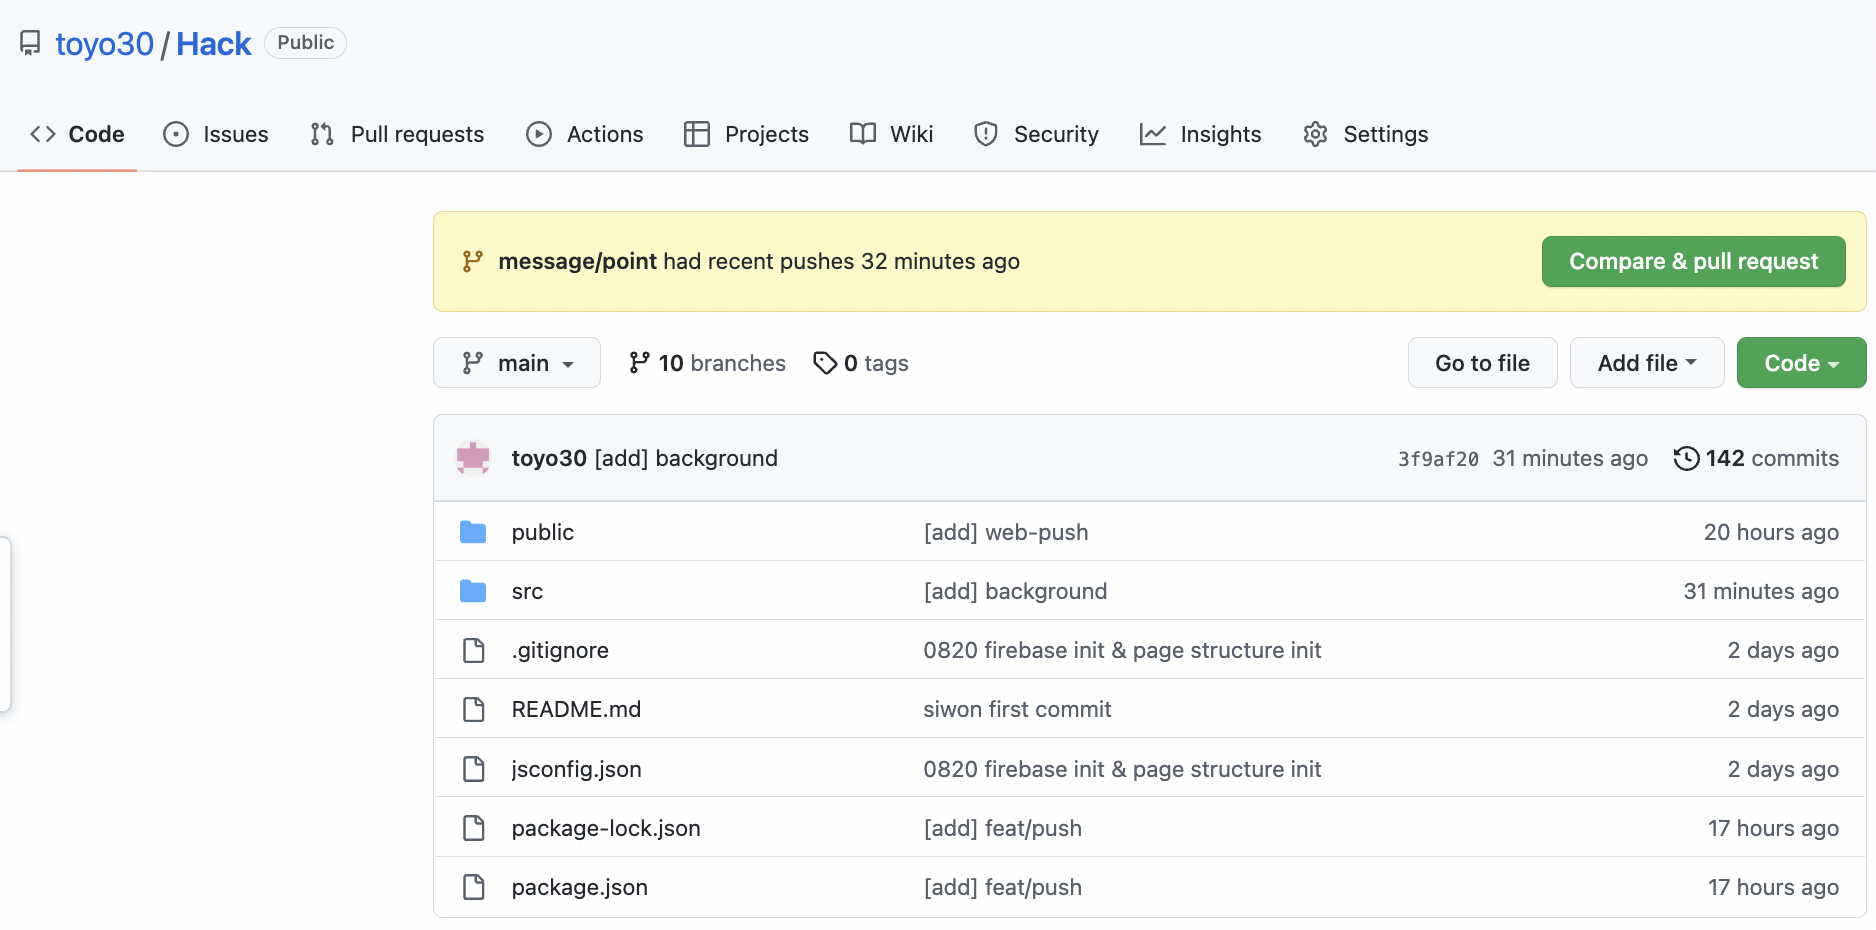 toyo30 / Hack Public
Code Issues Pull requests Actions Projects Wiki Security Insights Settings
message/point had recent pushes 32 minutes ago Compare & pull request
main 10 branches 0 tags Go to file Add file Code
toyo30 [add] background 3f9af20 31 minutes ago 142 commits
public [add] web-push 20 hours ago
src [add] background 31 minutes ago
.gitignore 0820 firebase init & page structure init 2 days ago
README.md siwon first commit 2 days ago
jsconfig.json 0820 firebase init & page structure init 2 days ago
package-lock.json [add] feat/push 17 hours ago
package.json [add] feat/push 17 hours ago